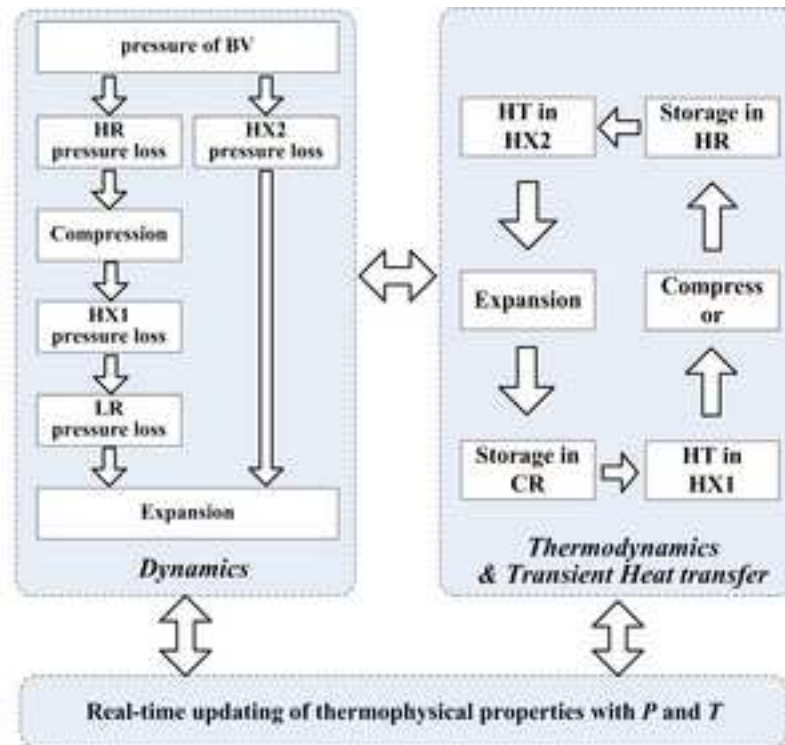 pressure of BV
HR
pressure loss
HX2
pressure loss
Compression
HX1
pressure loss
LR
pressure loss
Expansion
Dynamics
HT in
HX2
Storage in
HR
Expansion
Compress
or
Storage in
CR
HT in
HX1
Thermodynamics
& Transient Heat transfer
Real-time updating of thermophysical properties with P and T